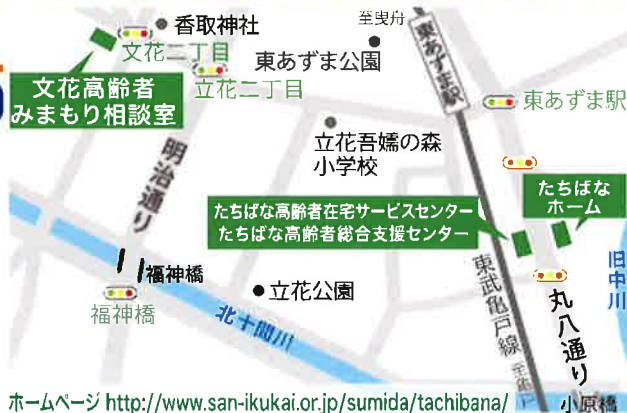 香取神社
至曳舟
文花二丁目
東あずま公園
東あずま駅
立花二丁目
東あずま駅
文花高齢者
みまもり相談室
明治通り
立花吾嬬の森
小学校
たちばな
ホーム
たちばな高齢者在宅サービスセンター
たちばな高齢者総合支援センター
福神橋
福神橋
立花公園
北十間川
東武亀戸線
至亀戸
旧中川
丸八通り
小原橋
ホームページ http://www.san-ikukai.or.jp/sumida/tachibana/